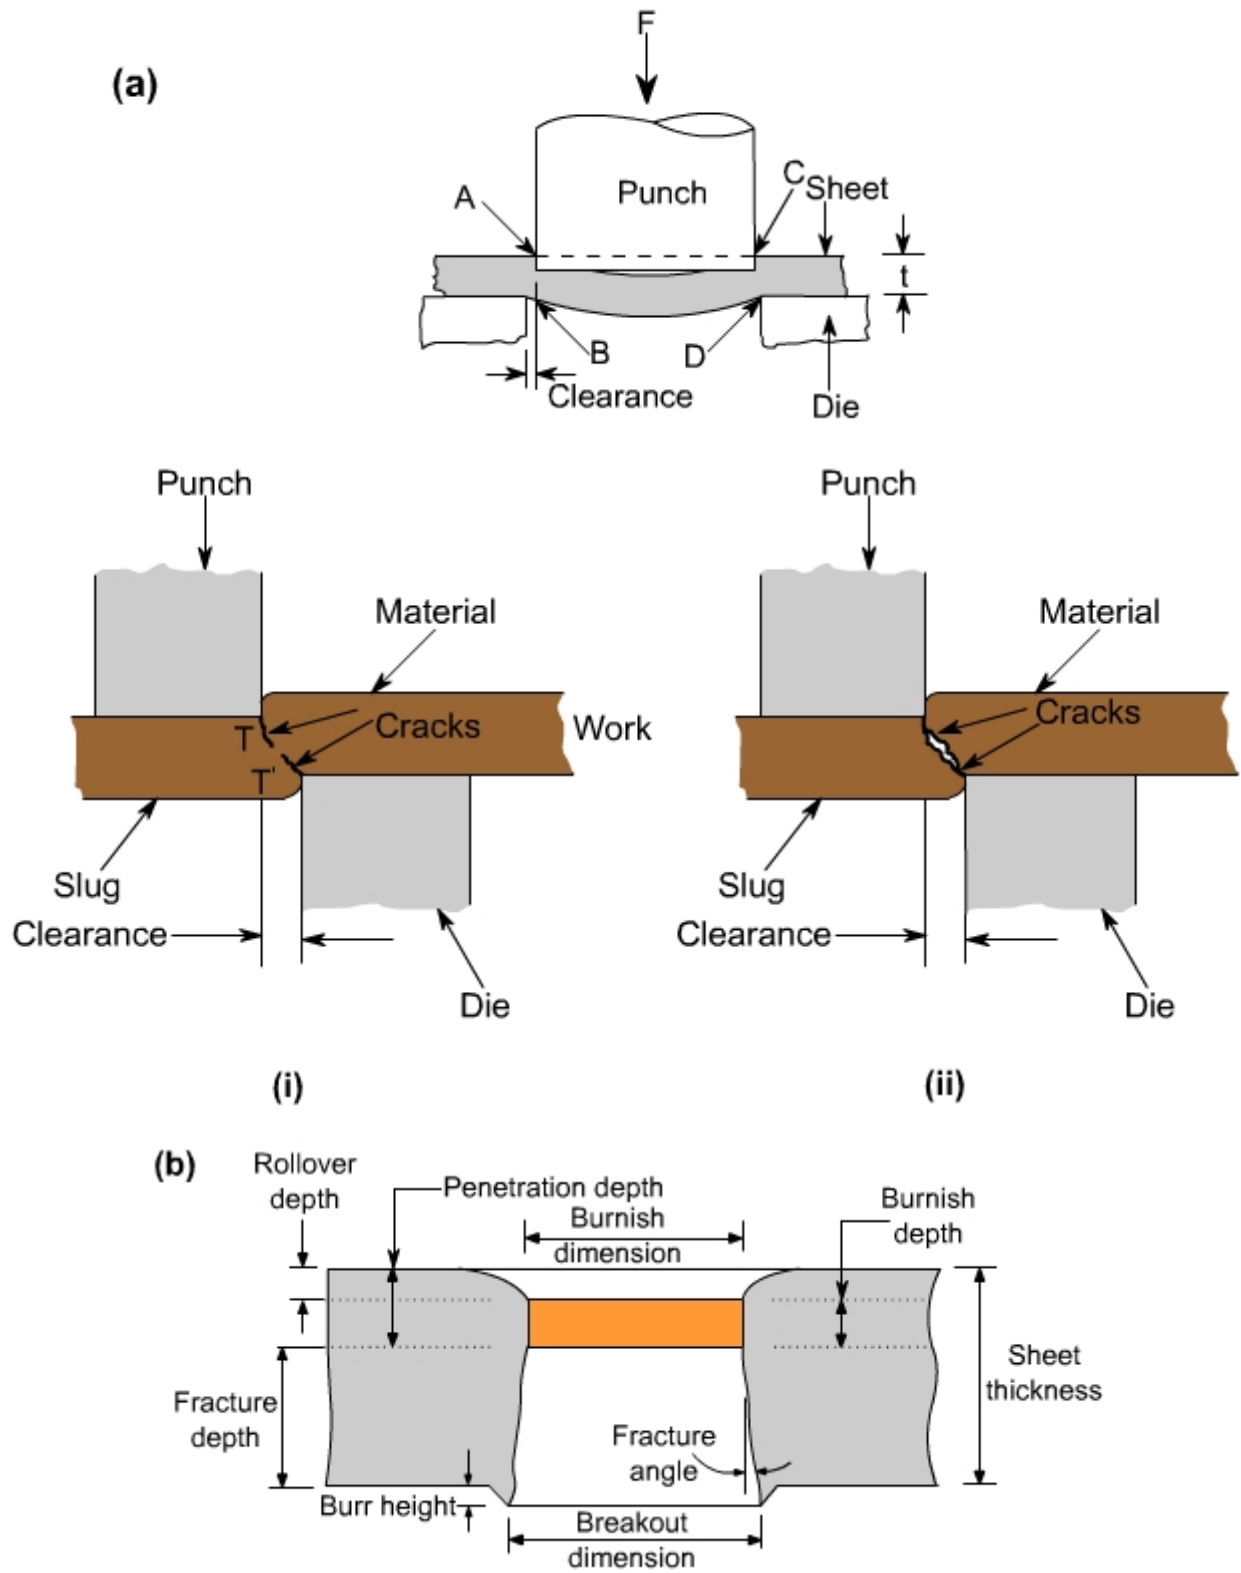 F
(a)
Punch
A
C
Sheet
t
B
D
Clearance
Die
Punch
Material
T
Cracks
Work
T'
Slug
Clearance
Die
(i)
Punch
Material
Cracks
Slug
Clearance
Die
(ii)
(b)
Rollover
depth
Penetration depth
Burnish
dimension
Burnish
depth
Sheet
thickness
Fracture
depth
Fracture
angle
Burr height
Breakout
dimension